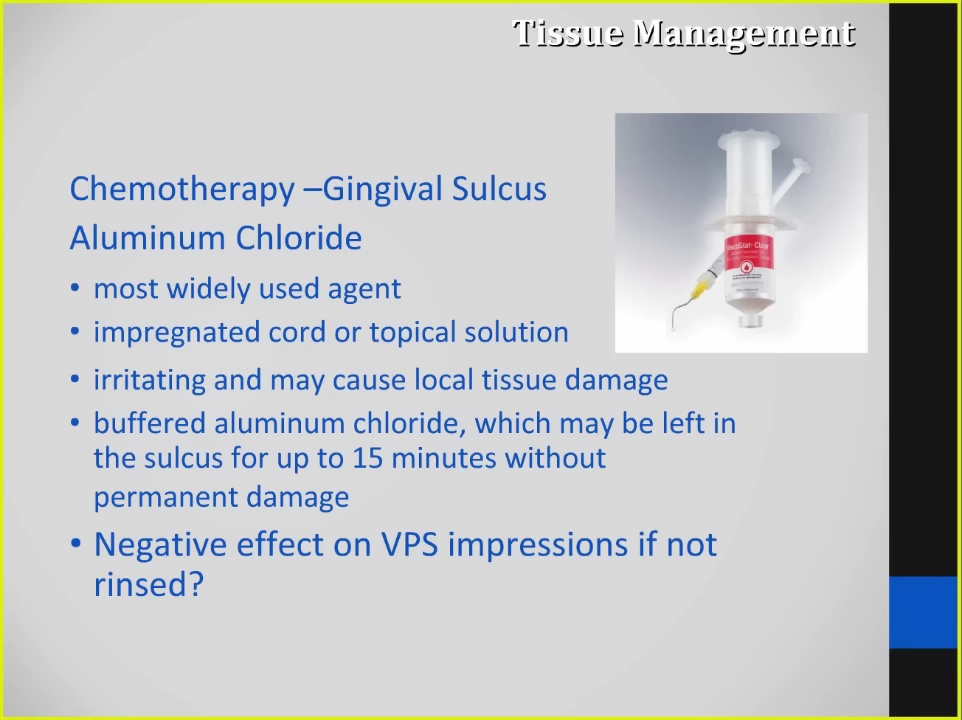 Tissue Management
Chemotherapy –Gingival Sulcus
Aluminum Chloride
• most widely used agent
• impregnated cord or topical solution
• irritating and may cause local tissue damage
• buffered aluminum chloride, which may be left in
the sulcus for up to 15 minutes without
permanent damage
• Negative effect on VPS impressions if not
rinsed?
ViscoStat Clear